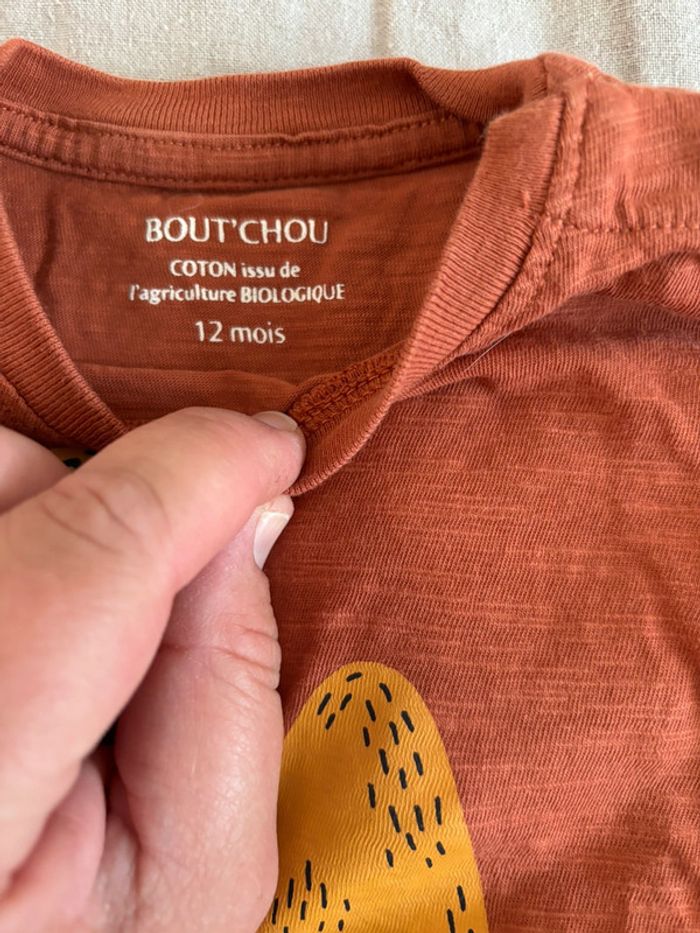 BOUT'CHOU
COTON issu de
l'agriculture BIOLOGIQUE
12 mois